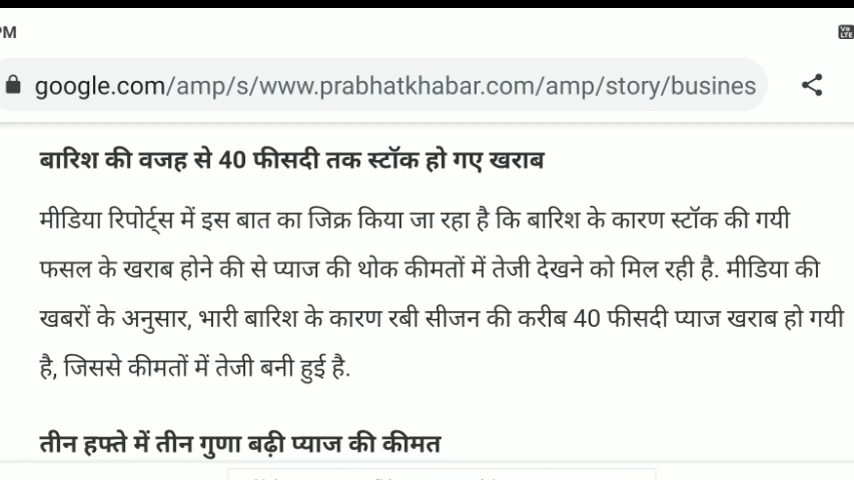 PM
Vo LTE
google.com/amp/s/www.prabhatkhabar.com/amp/story/busines
बारिश की वजह से 40 फीसदी तक स्टॉक हो गए खराब
मीडिया रिपोर्ट्स में इस बात का जिक्र किया जा रहा है कि बारिश के कारण स्टॉक की गयी
फसल के खराब होने की से प्याज की थोक कीमतों में तेजी देखने को मिल रही है. मीडिया की
खबरों के अनुसार, भारी बारिश के कारण रबी सीजन की करीब 40 फीसदी प्याज खराब हो गयी
है, जिससे कीमतों में तेजी बनी हुई है.
तीन हफ्ते में तीन गुणा बढ़ी प्याज की कीमत